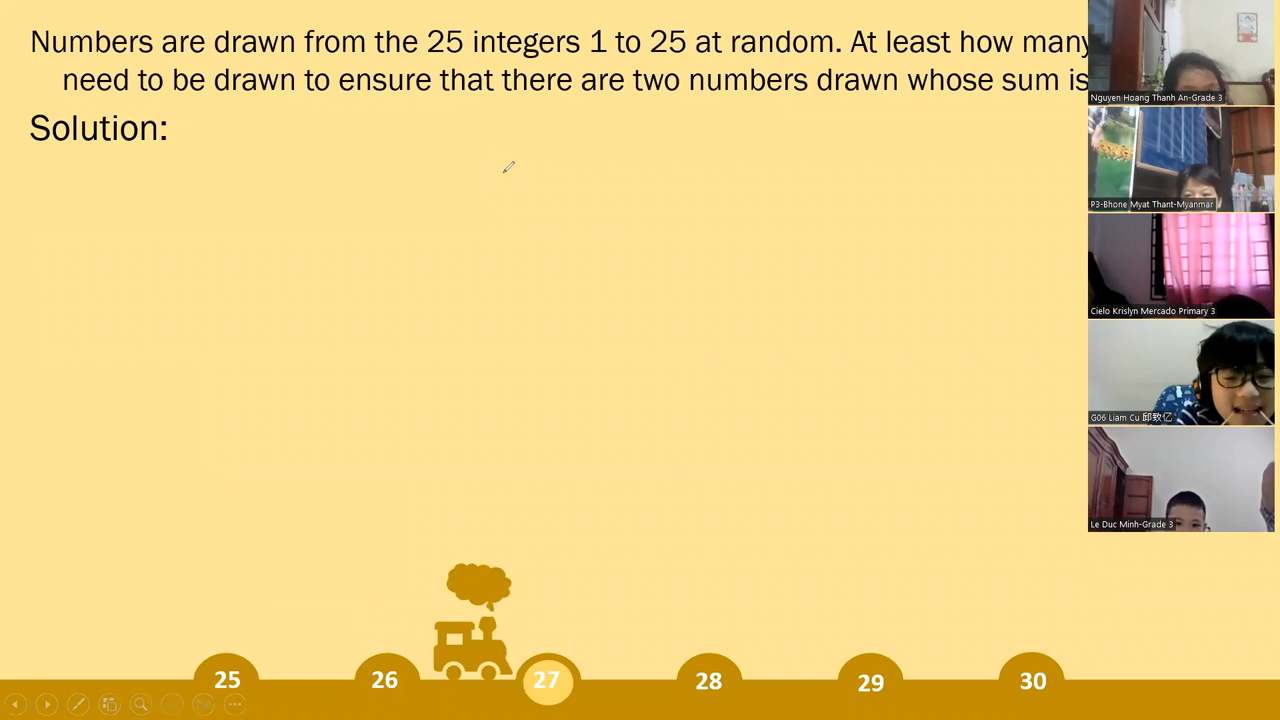 Numbers are drawn from the 25 integers 1 to 25 at random. At least how many
need to be drawn to ensure that there are two numbers drawn whose sum is
Solution:
Nguyen Hoang Thanh An-Grade 3
P3-Bhone Myat Thant-Myanmar
Cielo Krislyn Mercado Primary 3
G06 Liam Cu 邱致亿
Le Duc Minh-Grade 3
25 26 27 28 29 30